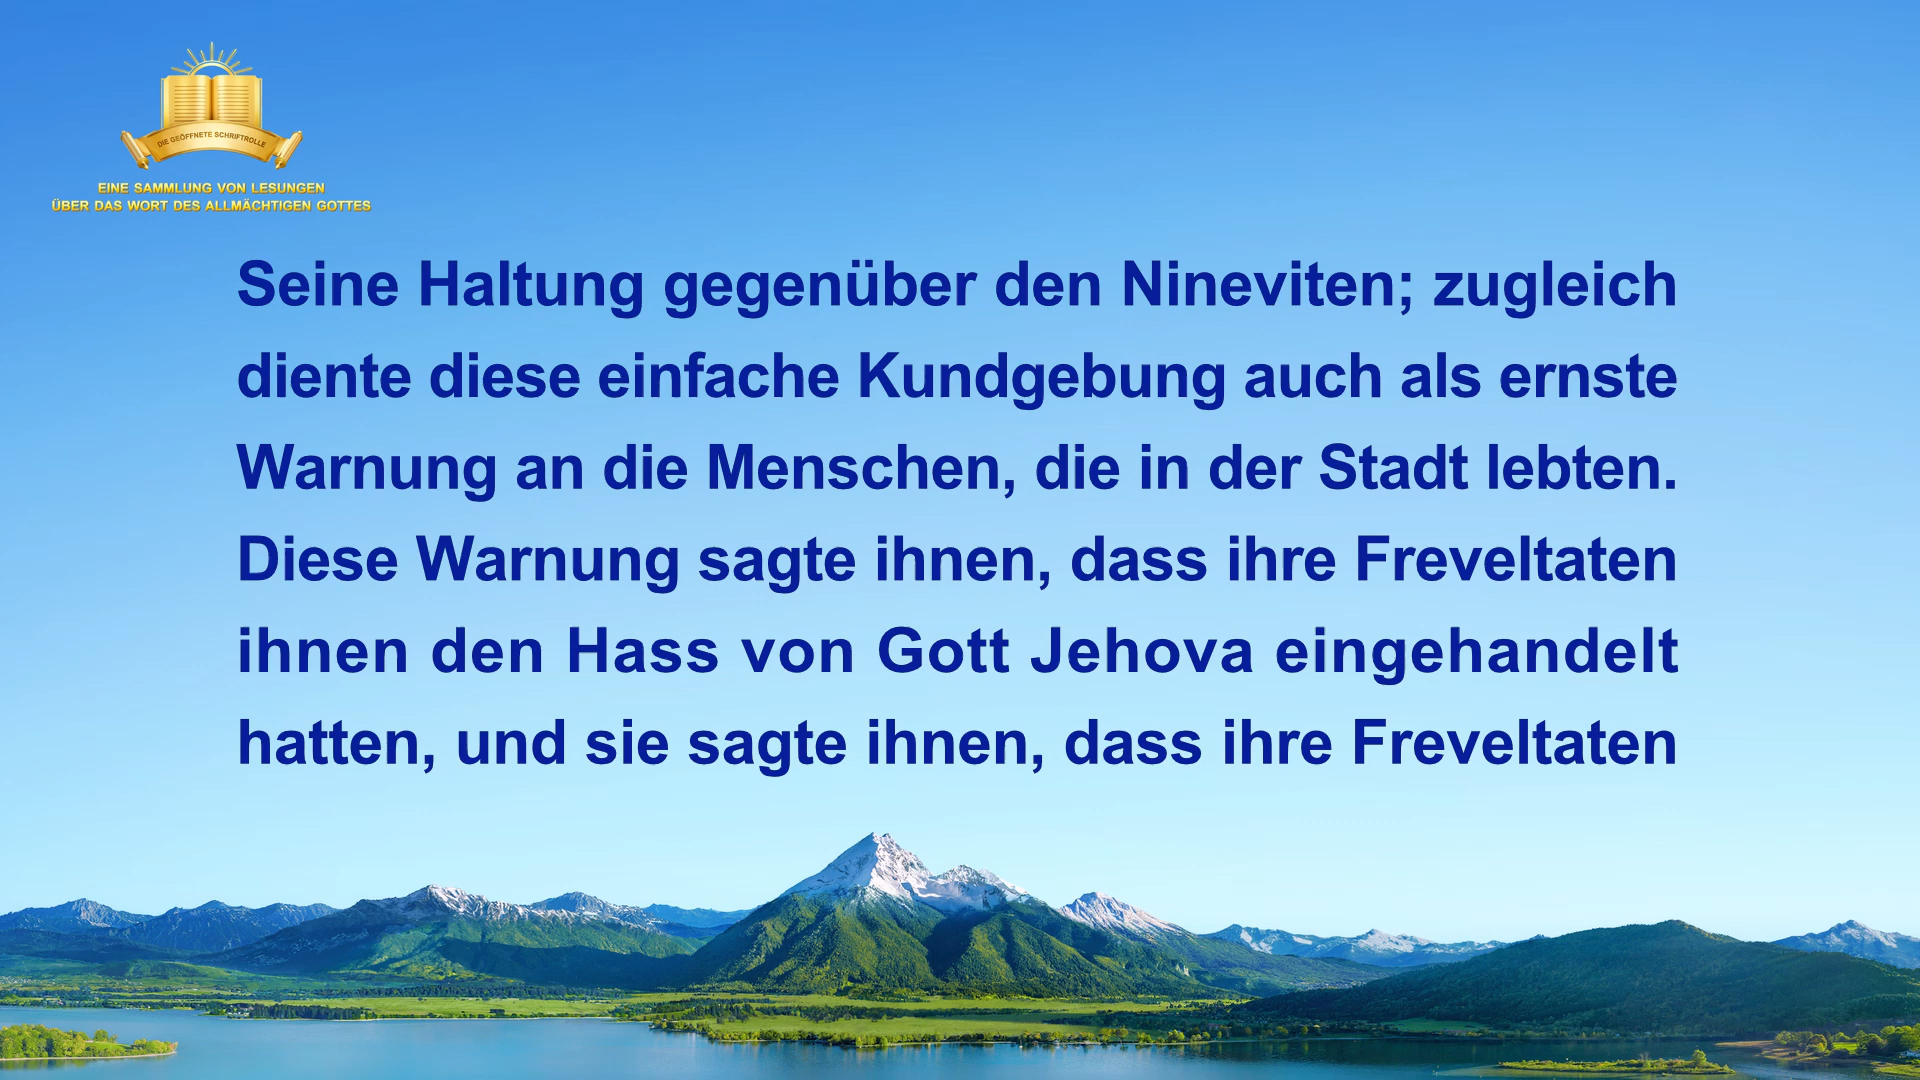 DIE GEÖFFNETE SCHRIFTROLLE
EINE SAMMLUNG VON LESUNGEN
ÜBER DAS WORT DES ALLMÄCHTIGEN GOTTES
Seine Haltung gegenüber den Nineviten; zugleich
diente diese einfache Kundgebung auch als ernste
Warnung an die Menschen, die in der Stadt lebten.
Diese Warnung sagte ihnen, dass ihre Freveltaten
ihnen den Hass von Gott Jehova eingehandelt
hatten, und sie sagte ihnen, dass ihre Freveltaten